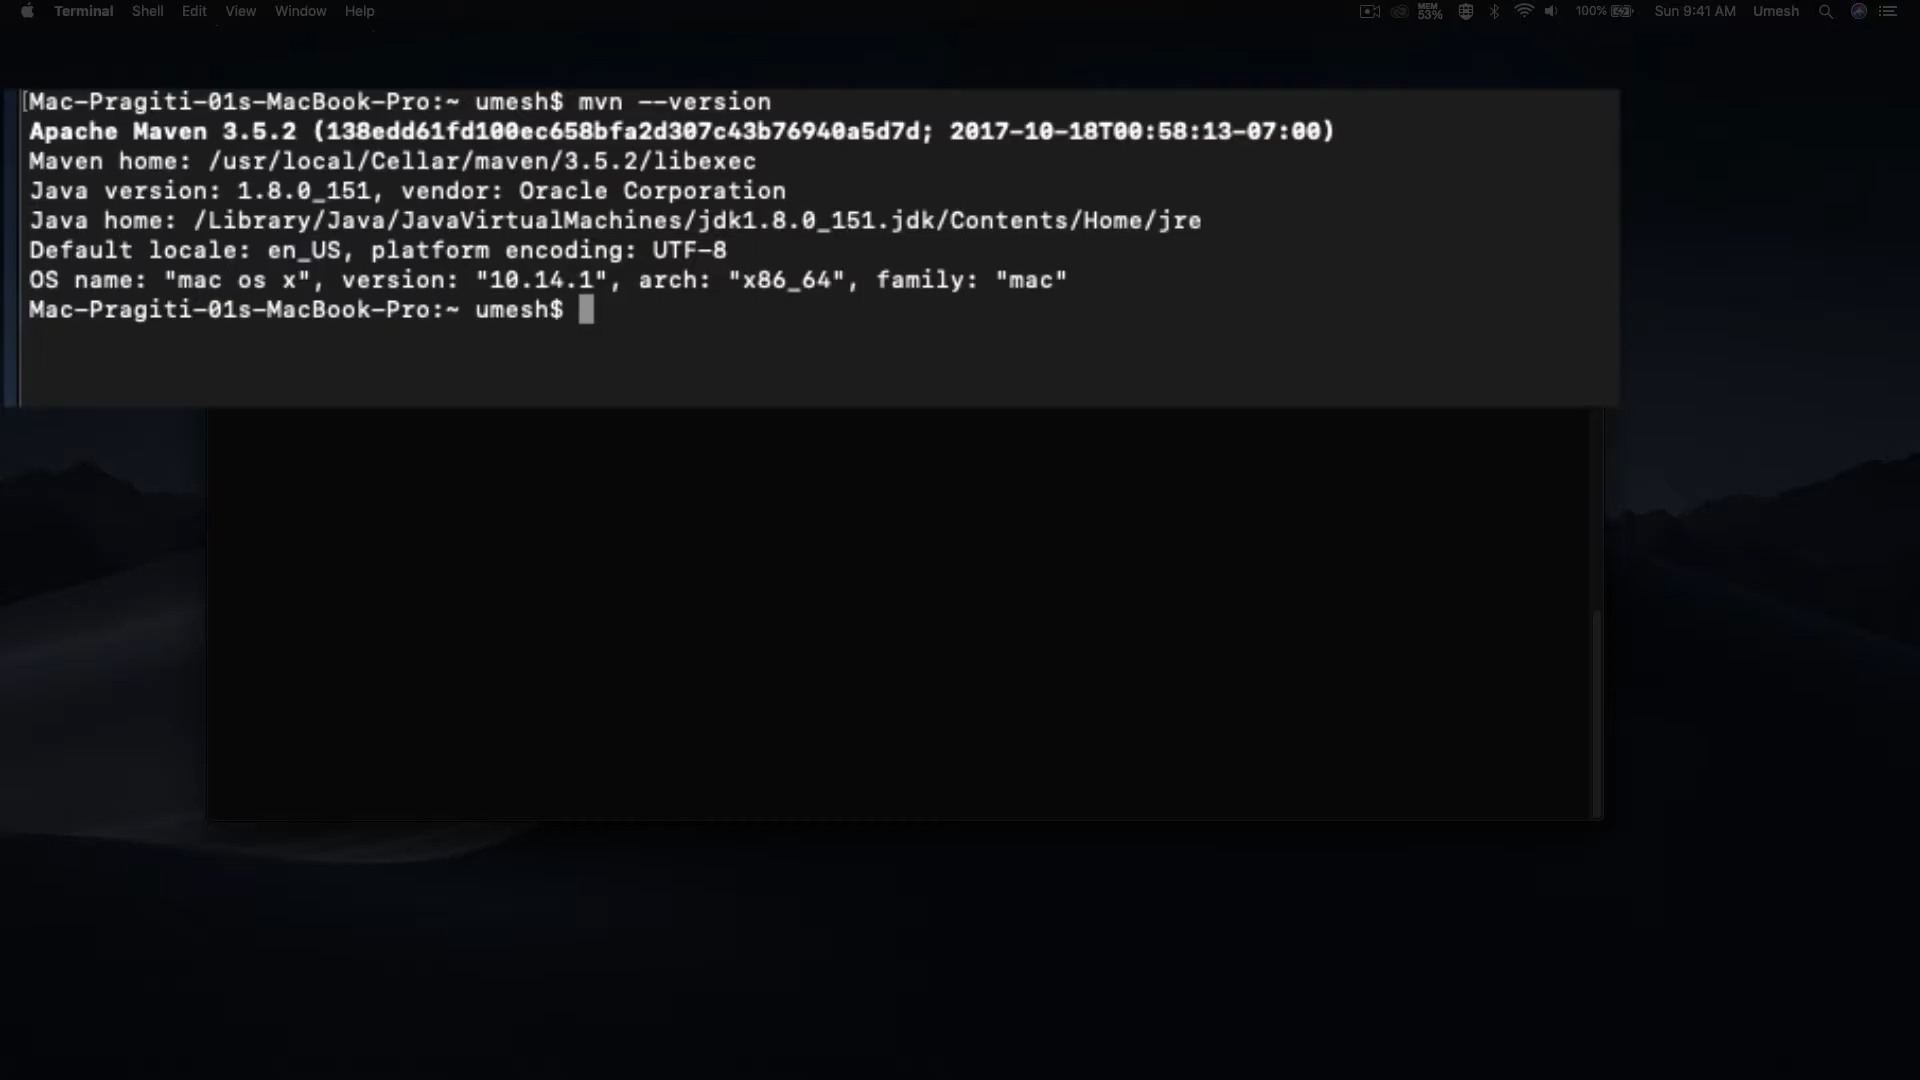 Terminal Shell Edit View Window Help MEM 53% 100% Sun 9:41 AM Umesh
[Mac-Pragiti-01s-MacBook-Pro:~ umesh$ mvn --version
Apache Maven 3.5.2 (138edd61fd100ec658bfa2d307c43b76940a5d7d; 2017-10-18T00:58:13-07:00)
Maven home: /usr/local/Cellar/maven/3.5.2/libexec
Java version: 1.8.0_151, vendor: Oracle Corporation
Java home: /Library/Java/JavaVirtualMachines/jdk1.8.0_151.jdk/Contents/Home/jre
Default locale: en_US, platform encoding: UTF-8
OS name: "mac os x", version: "10.14.1", arch: "x86_64", family: "mac"
Mac-Pragiti-01s-MacBook-Pro:~ umesh$